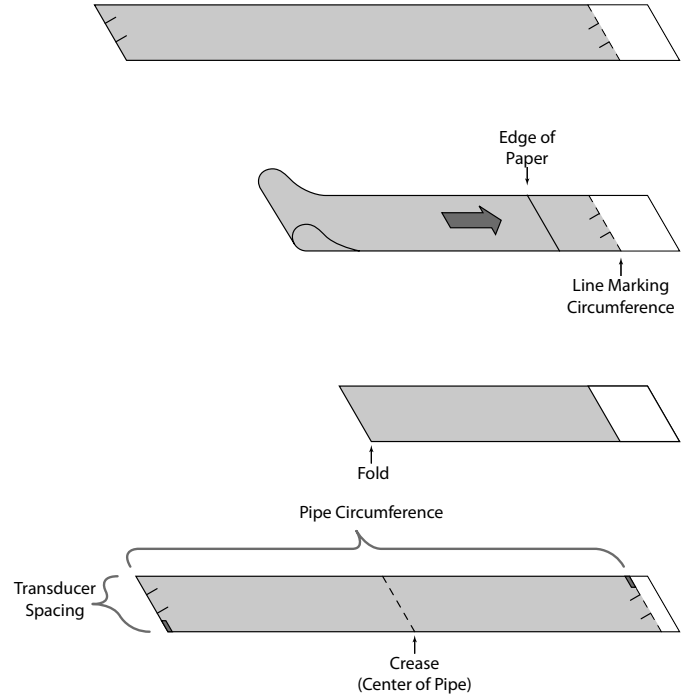 Edge of
Paper
Line Marking
Circumference
Fold
Pipe Circumference
Transducer
Spacing
Crease
(Center of Pipe)